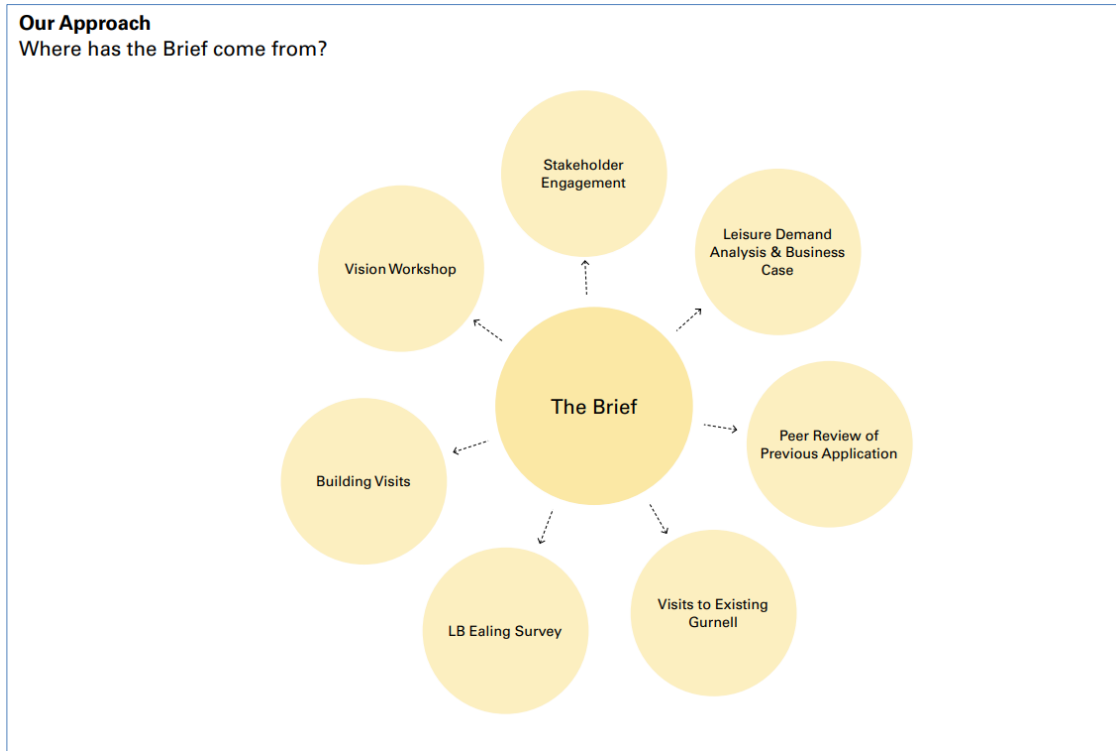 Our Approach
Where has the Brief come from?
Stakeholder
Engagement
Leisure Demand
Analysis & Business
Case
Vision Workshop
The Brief
Peer Review of
Previous Application
Building Visits
Visits to Existing
Gurnell
LB Ealing Survey